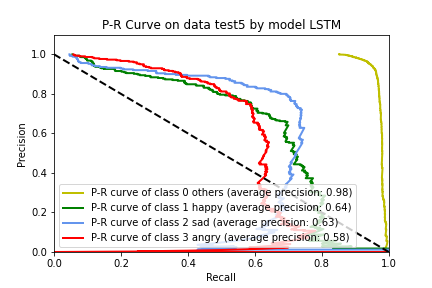 P-R Curve on data test5 by model LSTM
1.0
0.8
0.6
0.4
0.2
0.0
Precision
P-R curve of class 0 others (average precision: 0.98)
P-R curve of class 1 happy (average precision: 0.64)
P-R curve of class 2 sad (average precision: 0.63)
P-R curve of class 3 angry (average precision: 0.58)
0.0 0.2 0.4 0.6 0.8 1.0
Recall